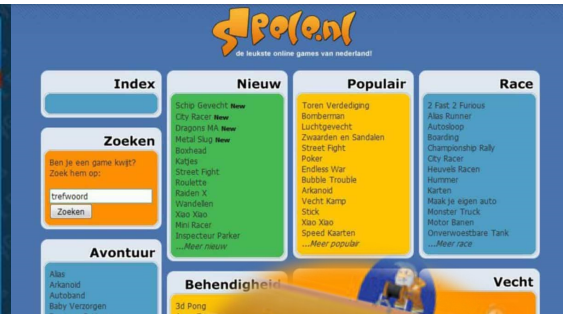 spele.nl
de leukste online games van nederland!
Index
Zoeken
Ben je een game kwijt?
Zoek hem op:
trefwoord
Zoeken
Avontuur
Alias
Arkanoid
Autoband
Baby Verzorgen
Nieuw
Schip Gevecht New
City Racer New
Dragons MA New
Metal Slug New
Boxhead
Katjes
Street Fight
Roulette
Raiden X
Wandelen
Xiao Xiao
Mini Racer
Inspecteur Parker
...Meer nieuw
Behendigheid
3d Pong
Populair
Toren Verdediging
Bomberman
Luchtgevecht
Zwaarden en Sandalen
Street Fight
Poker
Endless War
Bubble Trouble
Arkanoid
Vecht Kamp
Stick
Xiao Xiao
Speed Kaarten
...Meer populair
Race
2 Fast 2 Furious
Alias Runner
Autosloop
Boarding
Championship Rally
City Racer
Heuvels Racen
Hummer
Karten
Maak je eigen auto
Monster Truck
Motor Banen
Onverwoestbare Tank
...Meer race
Vecht